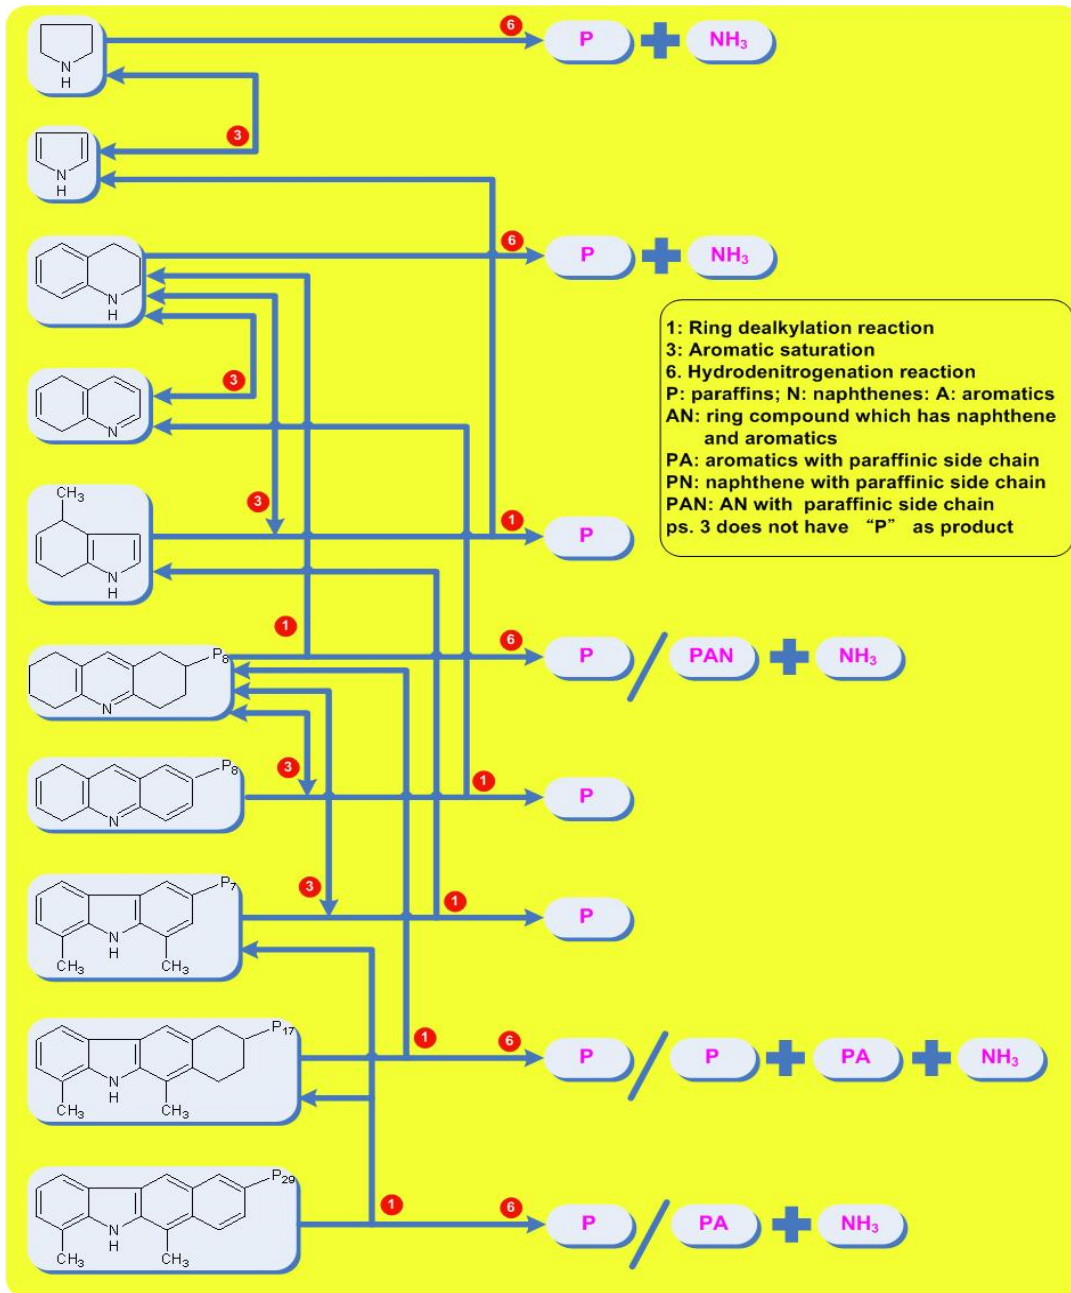 6
P
NH3
N
H
3
N
H
6
P
NH3
N
H
3
N
1: Ring dealkylation reaction
3: Aromatic saturation
6. Hydrodenitrogenation reaction
P: paraffins; N: naphthenes: A: aromatics
AN: ring compound which has naphthene
and aromatics
PA: aromatics with paraffinic side chain
PN: naphthene with paraffinic side chain
PAN: AN with paraffinic side chain
ps. 3 does not have “P” as product
CH3
N
H
3
1
P
1
P8
N
6
P
PAN
NH3
P8
N
3
1
P
P7
N
H
CH3
CH3
3
1
P
P17
N
H
CH3
CH3
1
6
P
P
PA
NH3
P29
N
H
CH3
CH3
1
6
P
PA
NH3